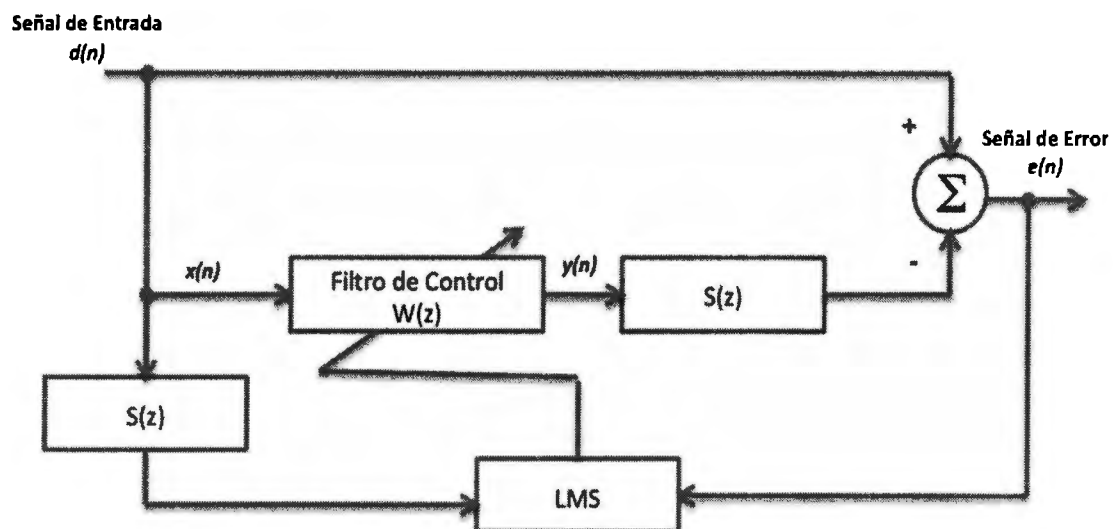 Señal de Entrada
d(n)
+
Señal de Error
e(n)
Σ
x(n)
Filtro de Control
W(z)
y(n)
S(z)
-
S(z)
LMS